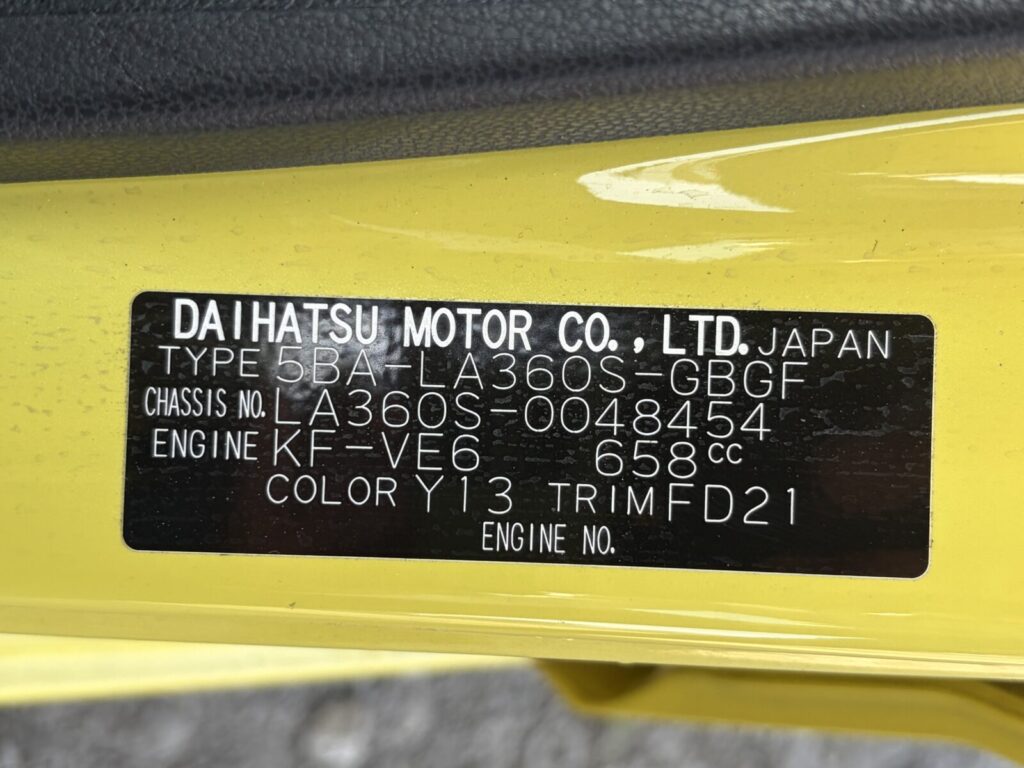 DAIHATSU MOTOR CO., LTD. JAPAN
TYPE 5BA-LA360S-GBGF
CHASSIS NO. LA360S-0048454
ENGINE KF-VE6 658CC
COLOR Y13 TRIM FD21
ENGINE NO.